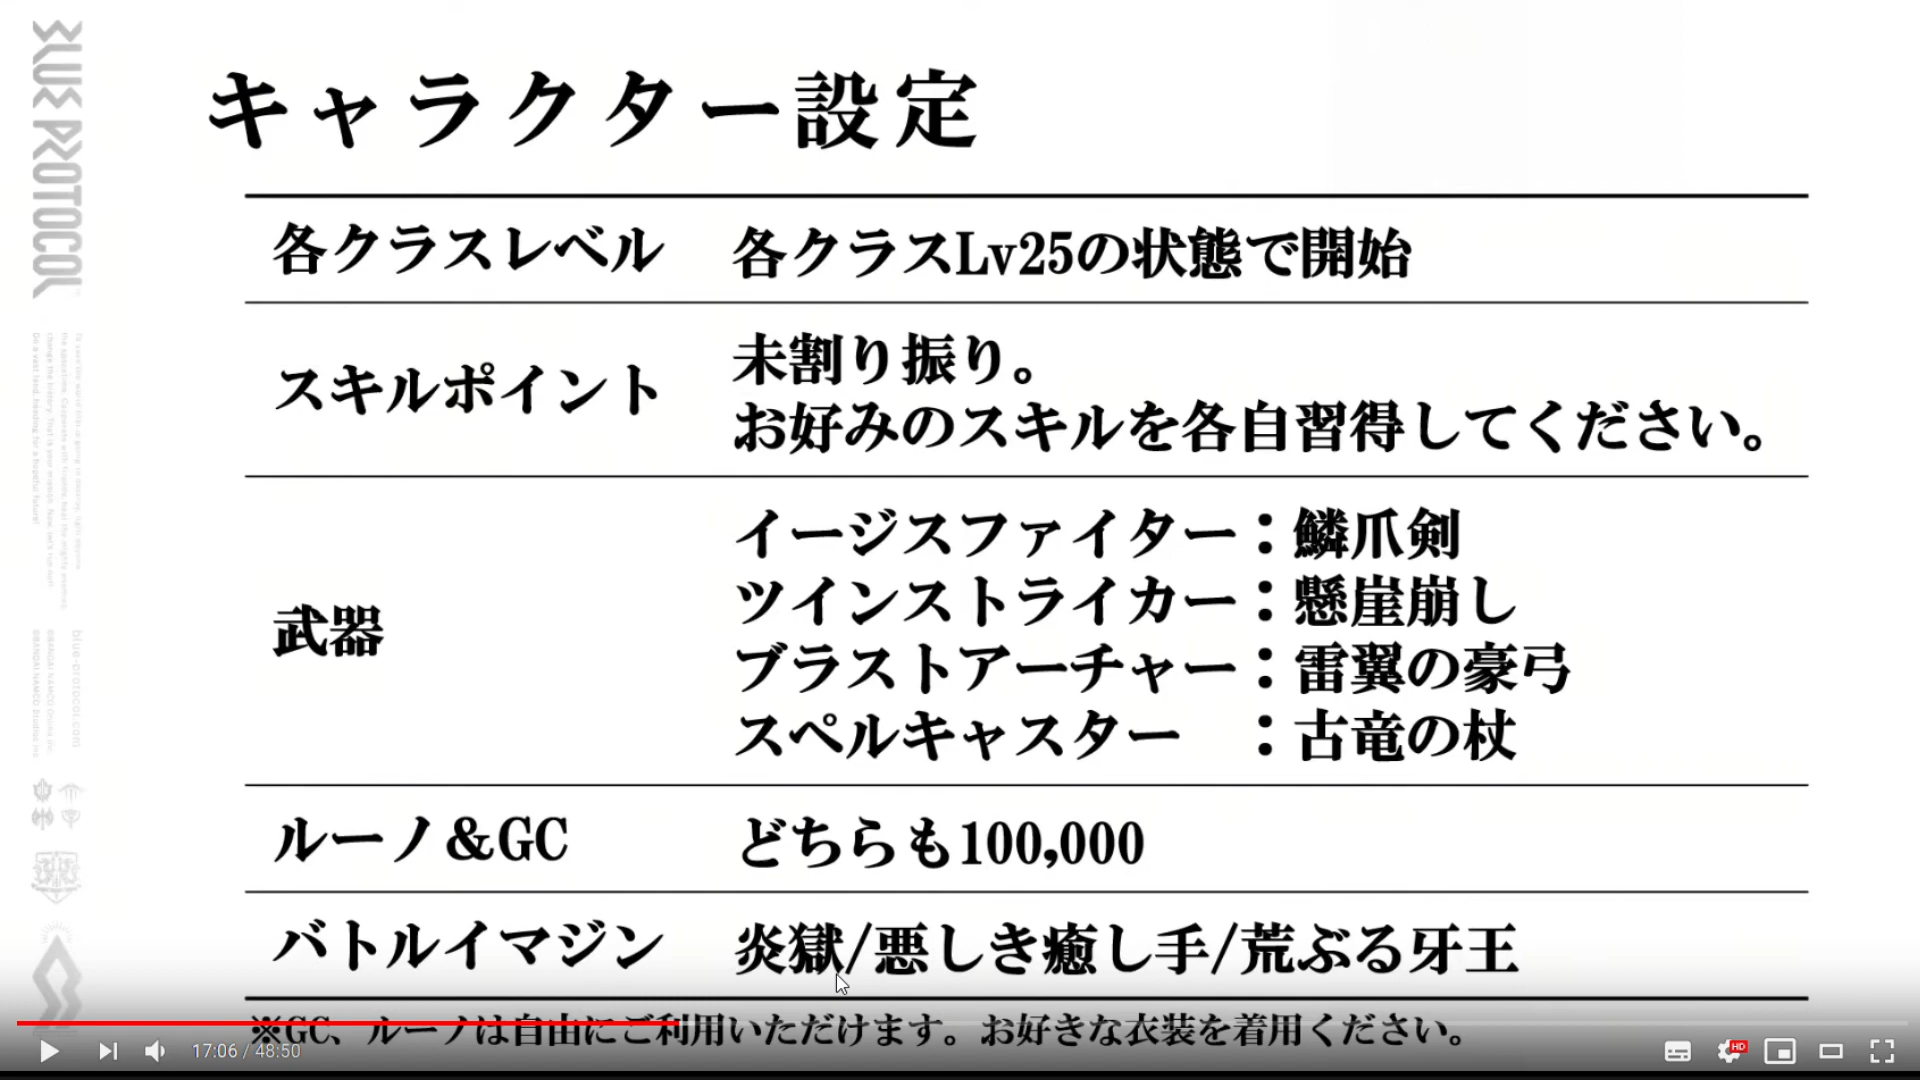 BLUE PROTOCOL
キャラクター設定
各クラスレベル
各クラスLv25の状態で開始
スキルポイント
未割り振り。
お好みのスキルを各自習得してください。
武器
イージスファイター：鱗爪剣
ツインストライカー：懸崖崩し
ブラストアーチャー：雷翼の豪弓
スペルキャスター　：古竜の杖
ルーノ＆GC
どちらも100,000
バトルイマジン
炎獄/悪しき癒し手/荒ぶる牙王
※GC、ルーノは自由にご利用いただけます。お好きな衣装を着用ください。
blue-protocol.com
17:06 / 48:50
HD